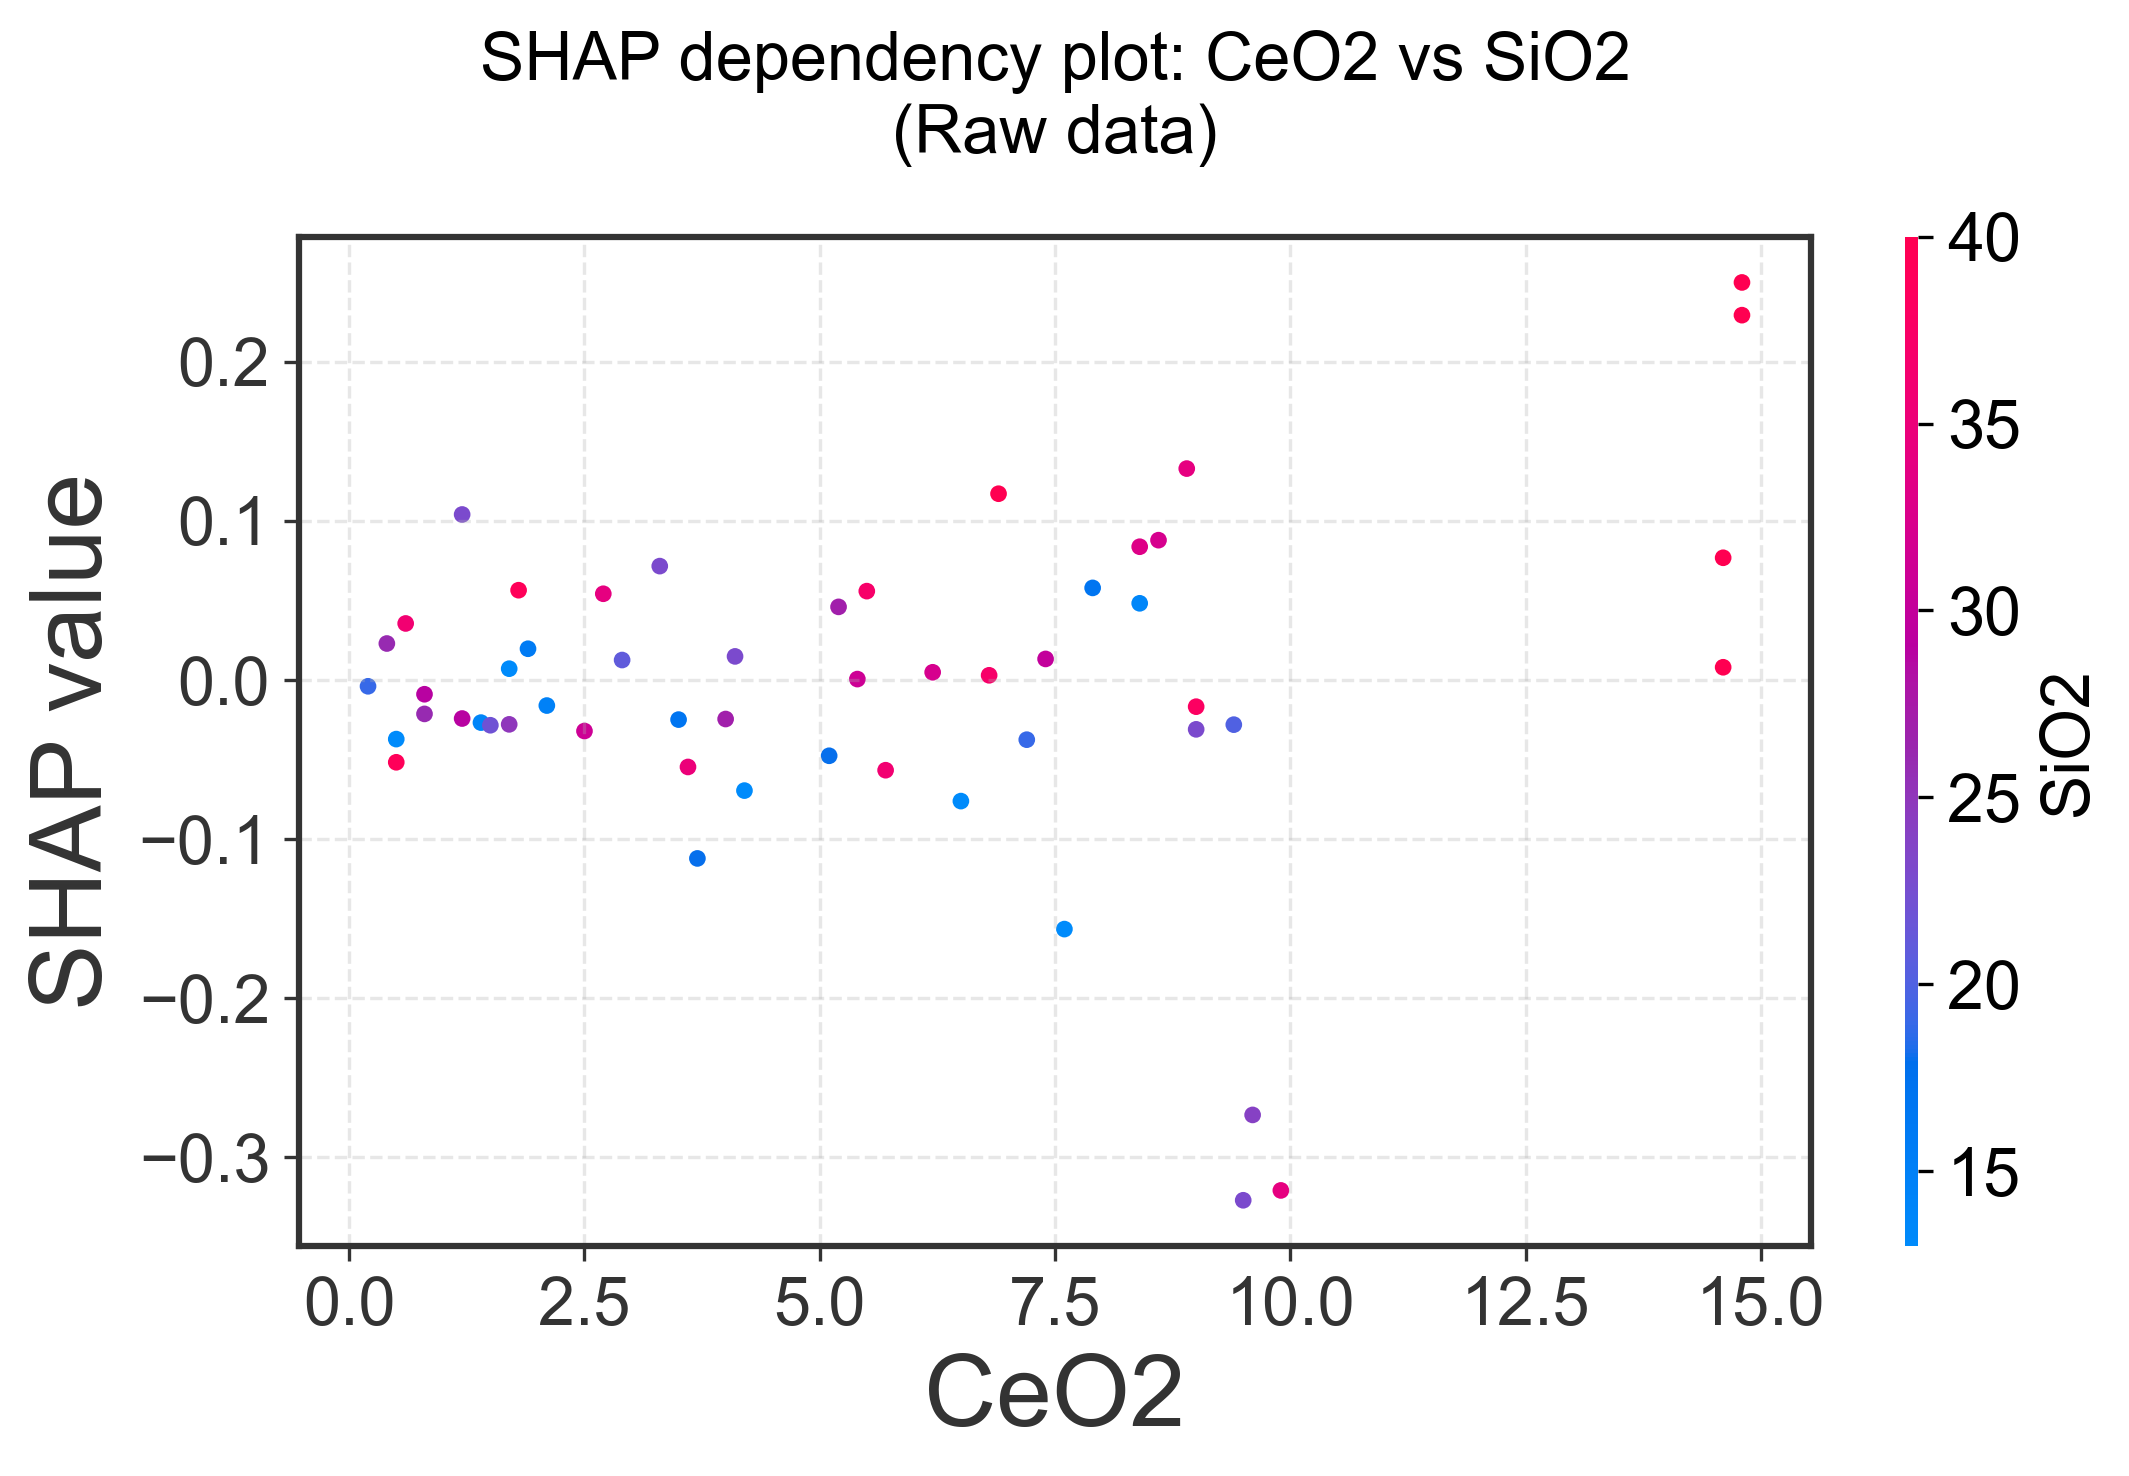 SHAP dependency plot: CeO2 vs SiO2
(Raw data)
SHAP value
0.2
0.1
0.0
−0.1
−0.2
−0.3
0.0 2.5 5.0 7.5 10.0 12.5 15.0
CeO2
40
35
30
25
20
15
SiO2